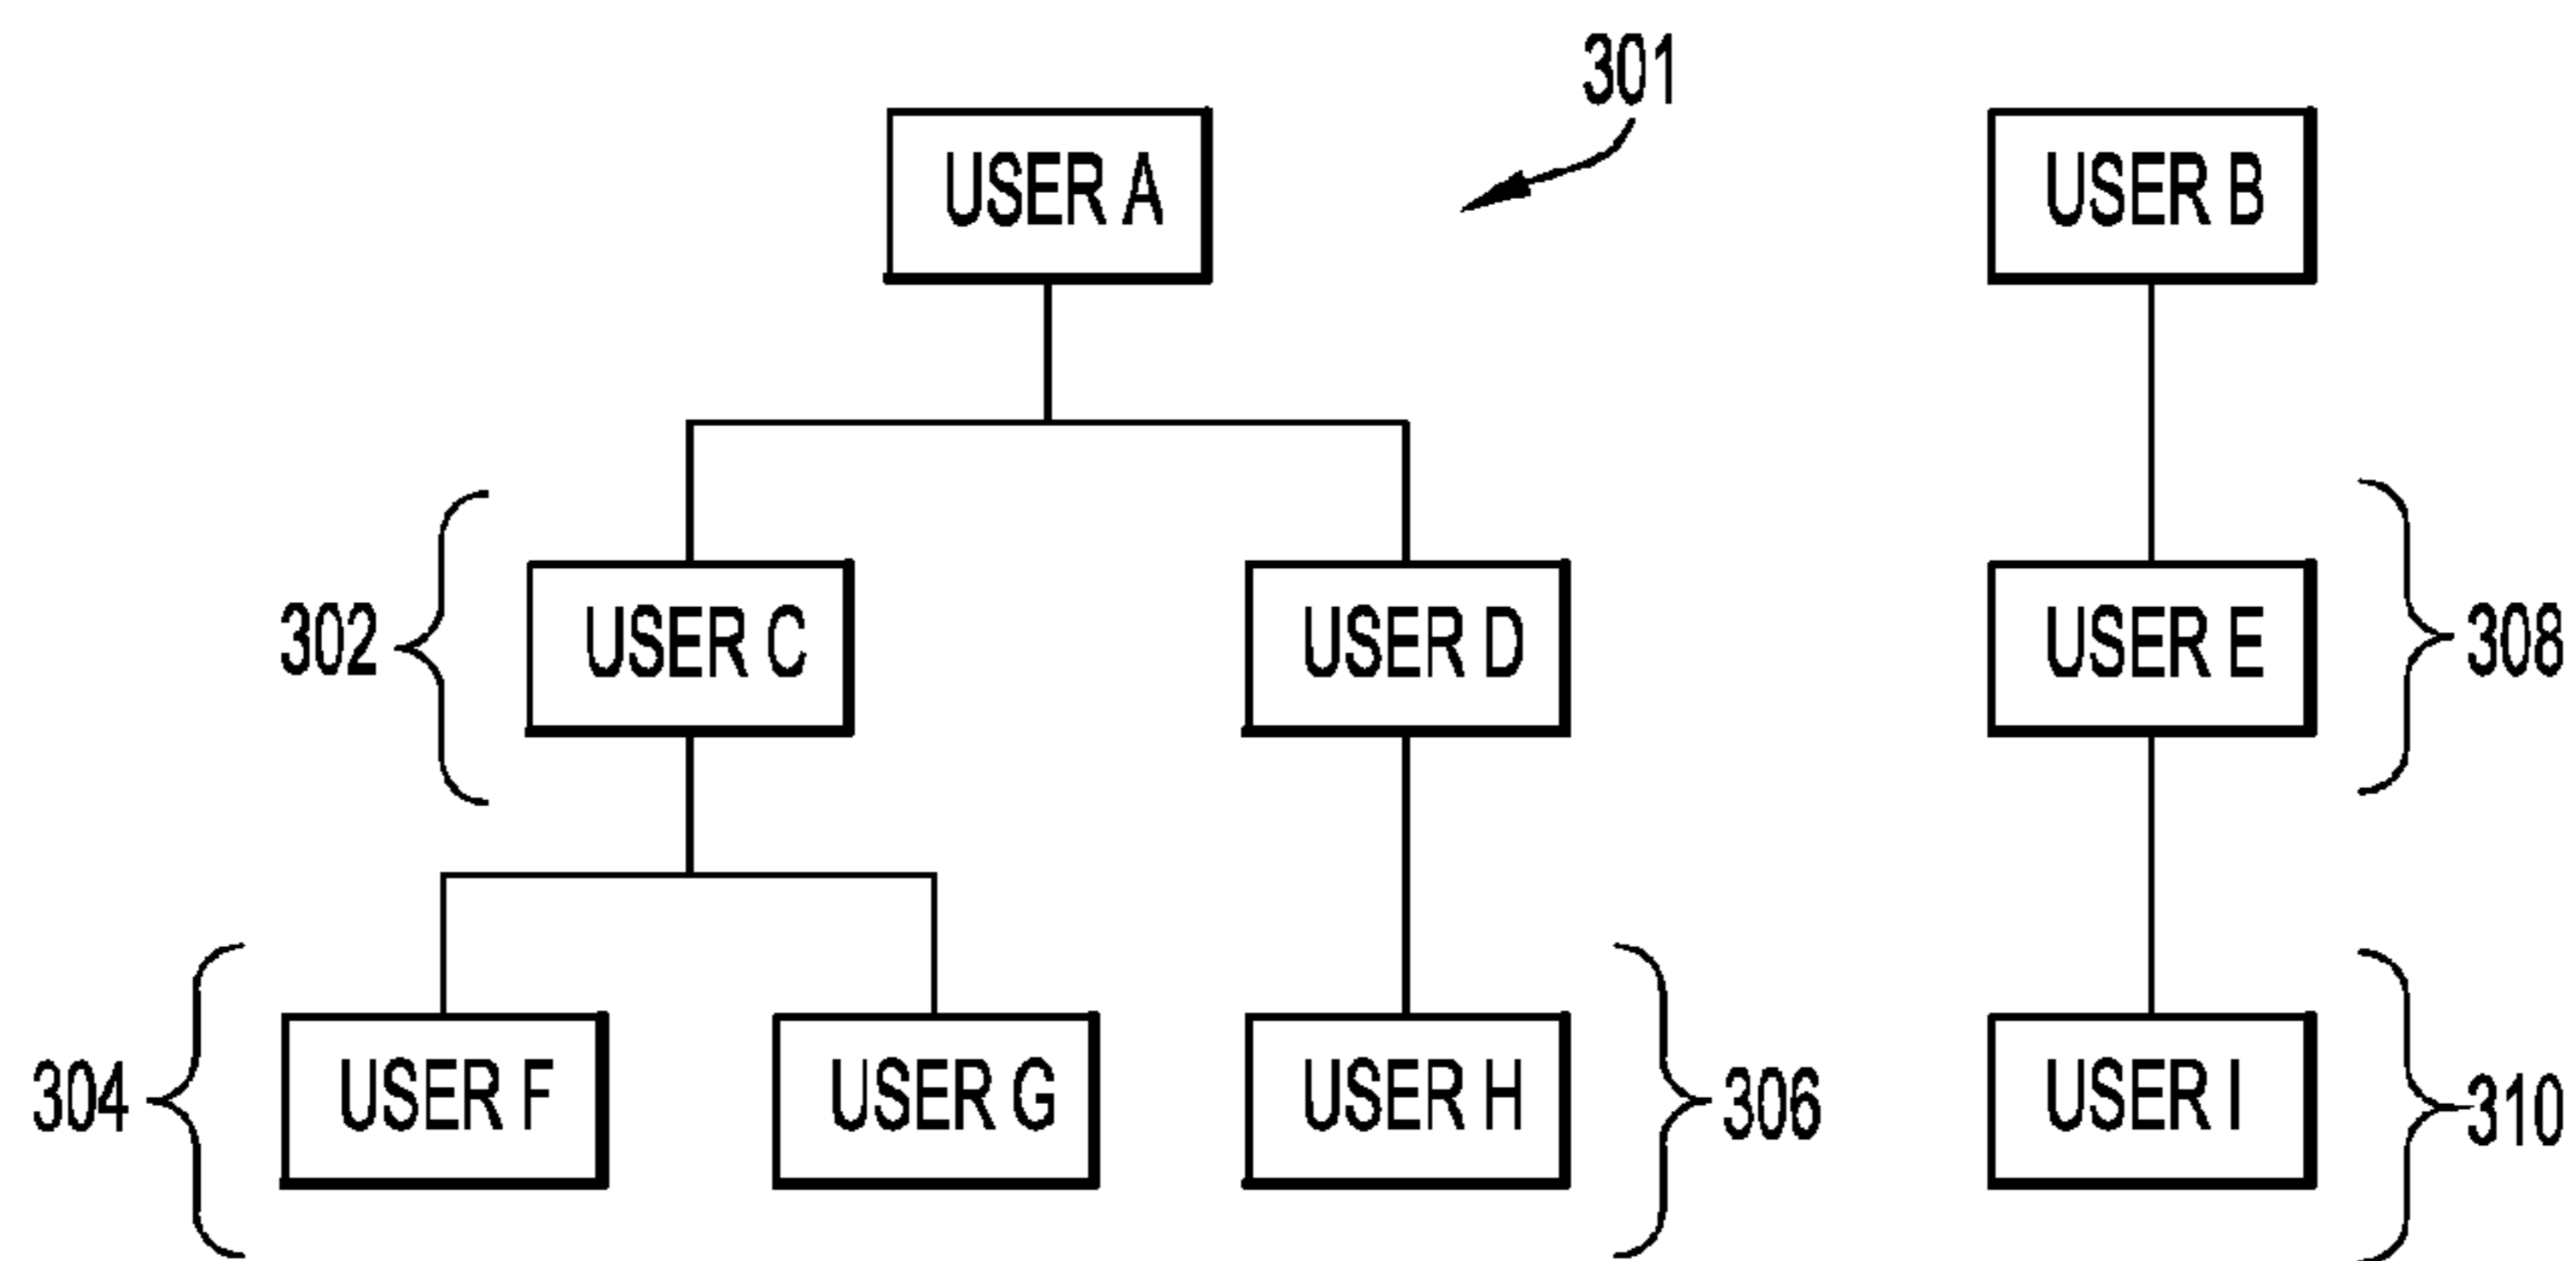 301
USER A
USER B
302
USER C
USER D
USER E
308
304
USER F
USER G
USER H
306
USER I
310